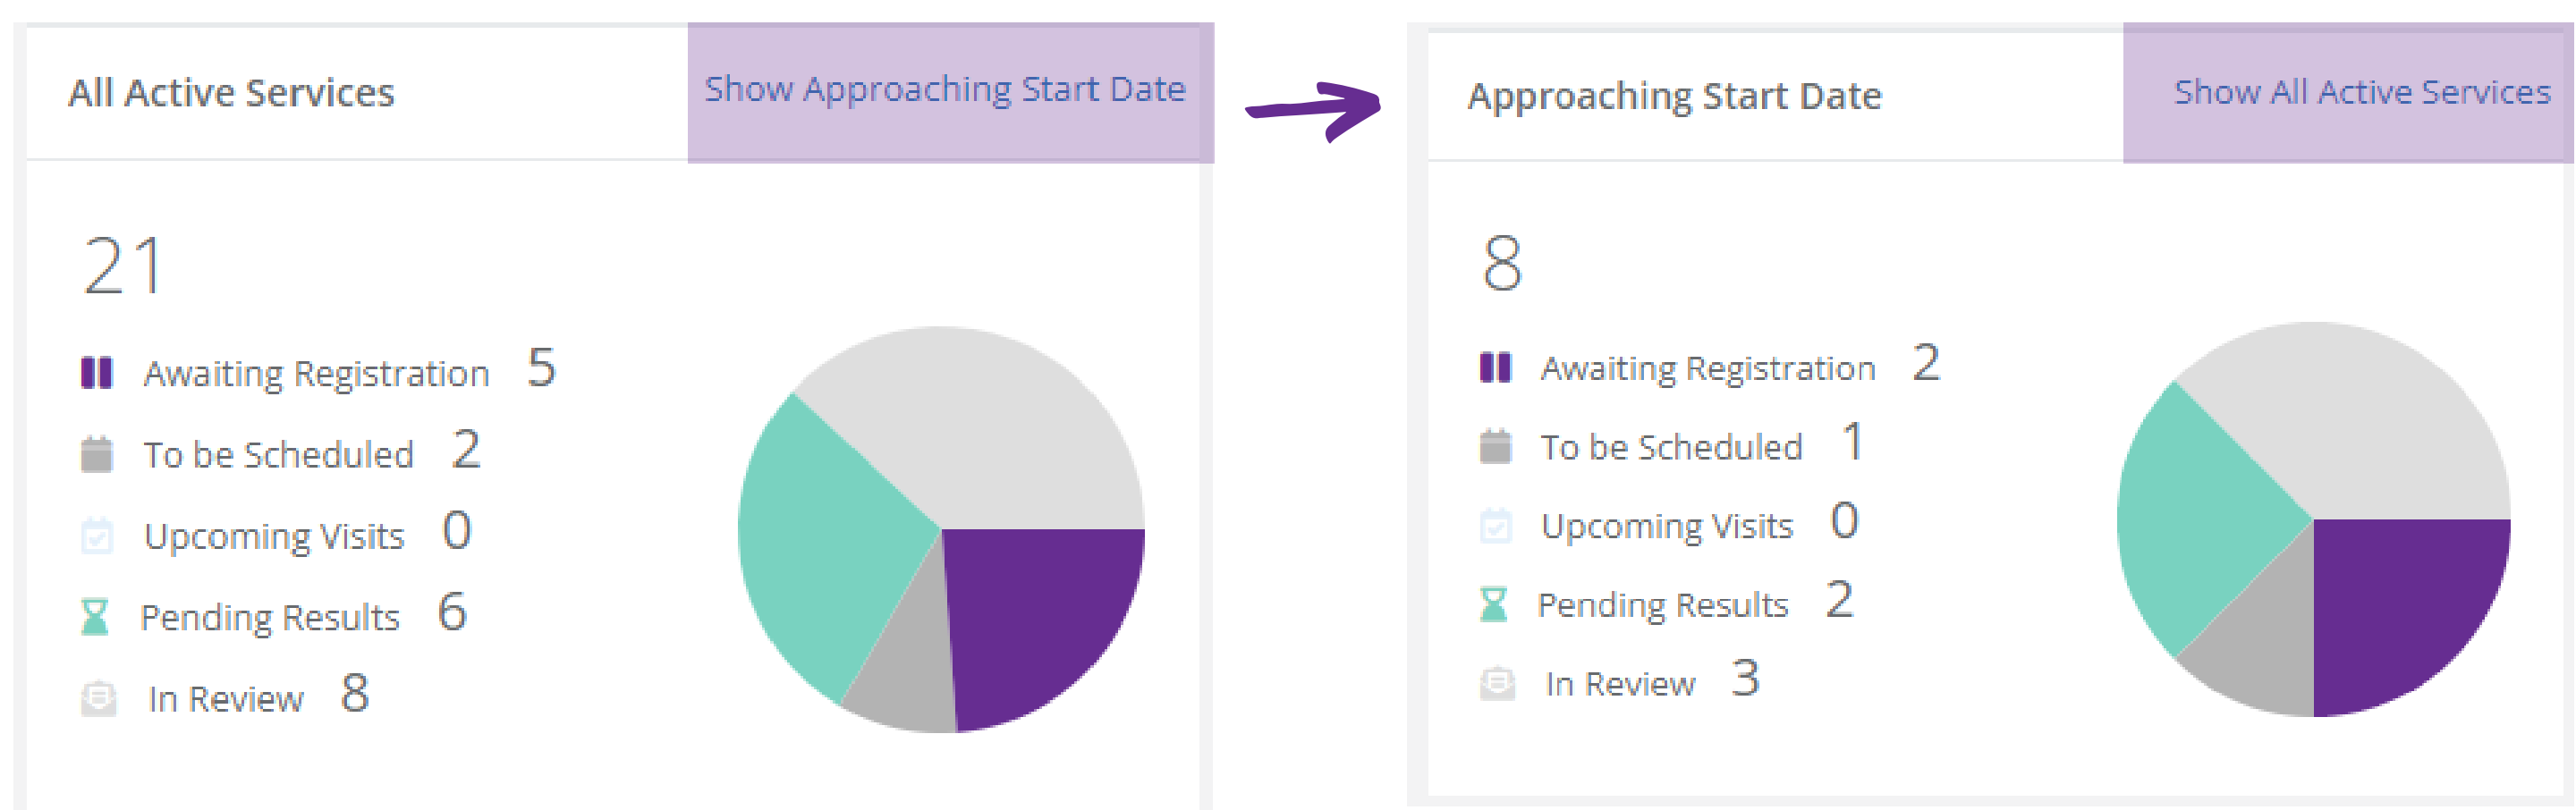 All Active Services
Show Approaching Start Date
21
Awaiting Registration 5
To be Scheduled 2
Upcoming Visits 0
Pending Results 6
In Review 8
Approaching Start Date
Show All Active Services
8
Awaiting Registration 2
To be Scheduled 1
Upcoming Visits 0
Pending Results 2
In Review 3